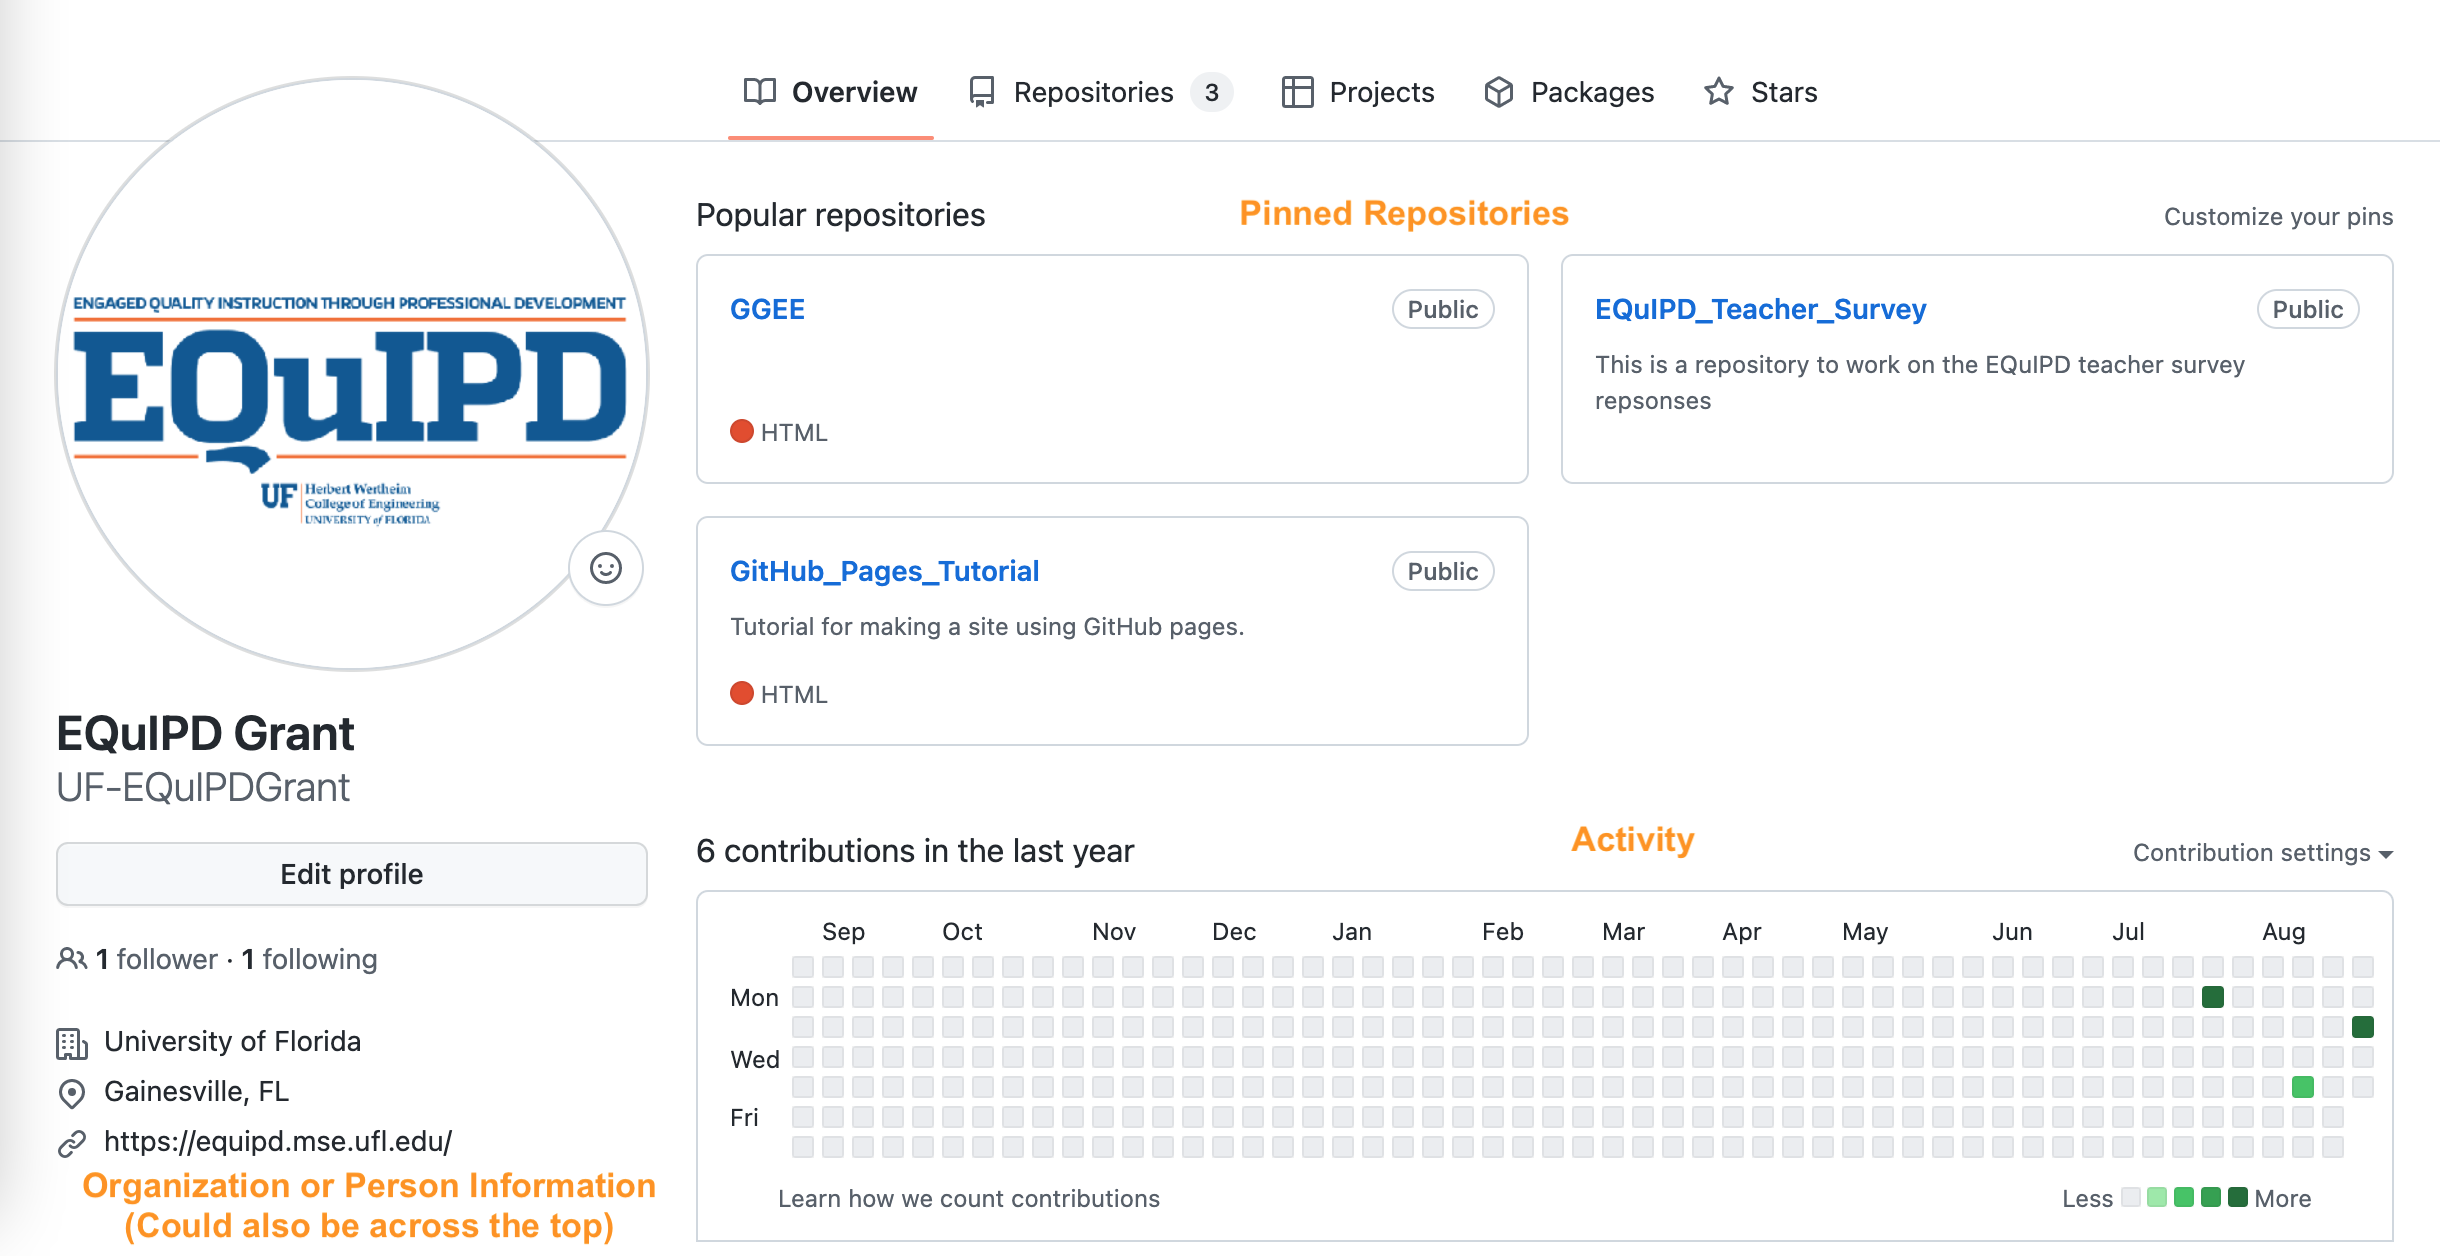 Overview
Repositories 3
Projects
Packages
Stars
ENGAGED QUALITY INSTRUCTION THROUGH PROFESSIONAL DEVELOPMENT
EQuIPD
UF
Herbert Wertheim
College of Engineering
UNIVERSITY of FLORIDA
EQuIPD Grant
UF-EQuIPDGrant
Edit profile
1 follower · 1 following
University of Florida
Gainesville, FL
https://equipd.mse.ufl.edu/
Organization or Person Information
(Could also be across the top)
Popular repositories
Pinned Repositories
Customize your pins
GGEE
Public
HTML
EQuIPD_Teacher_Survey
Public
This is a repository to work on the EQuIPD teacher survey
repsonses
GitHub_Pages_Tutorial
Public
Tutorial for making a site using GitHub pages.
HTML
6 contributions in the last year
Activity
Contribution settings
Sep Oct Nov Dec Jan Feb Mar Apr May Jun Jul Aug
Mon
Wed
Fri
Learn how we count contributions
Less
More